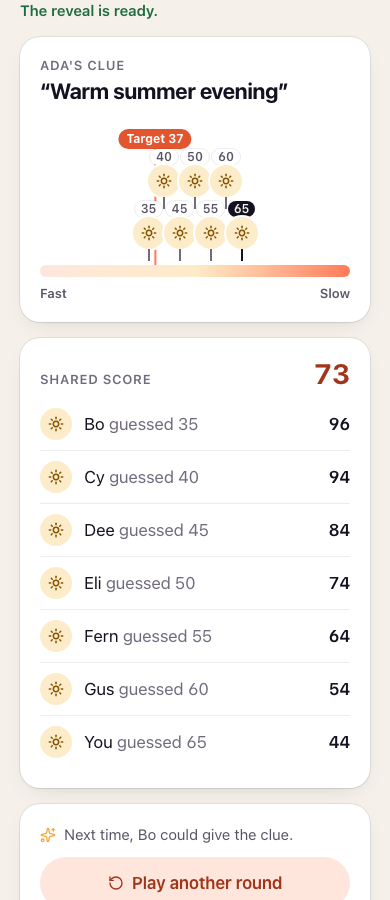 The reveal is ready.
ADA'S CLUE
“Warm summer evening”
Target 37
40 50 60
35 45 55 65
Fast Slow
SHARED SCORE 73
Bo guessed 35 96
Cy guessed 40 94
Dee guessed 45 84
Eli guessed 50 74
Fern guessed 55 64
Gus guessed 60 54
You guessed 65 44
Next time, Bo could give the clue.
Play another round